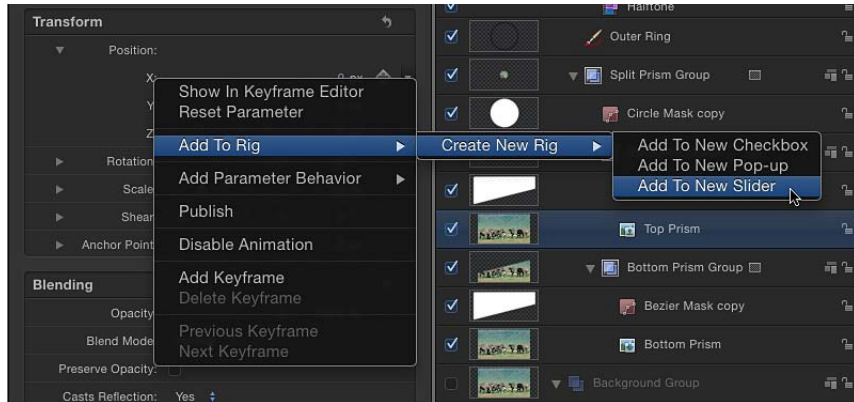 Transform
Position:
X:
0 px
Y
Z
Rotation
Scale
Shear
Anchor Point
Blending
Opacity
Blend Mode
Preserve Opacity:
Casts Reflection: Yes
Show In Keyframe Editor
Reset Parameter
Add To Rig
Add Parameter Behavior
Publish
Disable Animation
Add Keyframe
Delete Keyframe
Previous Keyframe
Next Keyframe
Create New Rig
Add To New Checkbox
Add To New Pop-up
Add To New Slider
Halftone
Outer Ring
Split Prism Group
Circle Mask copy
Top Prism
Bottom Prism Group
Bezier Mask copy
Bottom Prism
Background Group